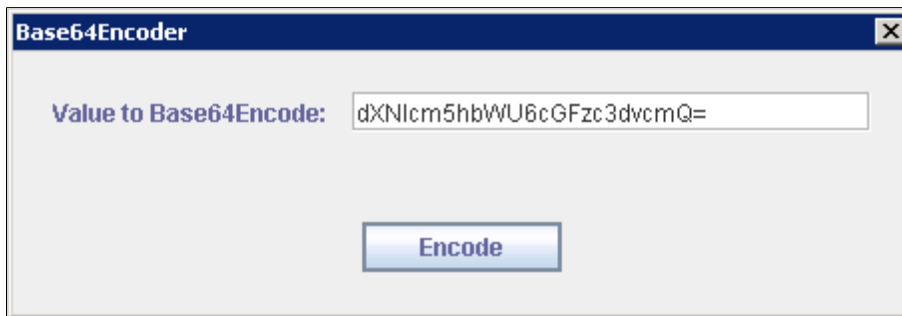 Base64Encoder
Value to Base64Encode:
dXNlcm5hbWU6cGFzc3dvcmQ=
Encode